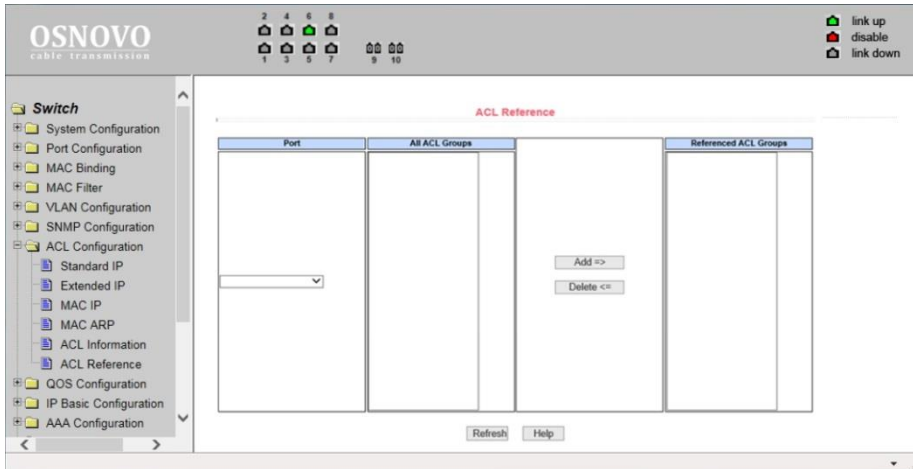 OSNOVO
cable transmission
2 4 6 8
1 3 5 7 9 10
link up
disable
link down
Switch
System Configuration
Port Configuration
MAC Binding
MAC Filter
VLAN Configuration
SNMP Configuration
ACL Configuration
Standard IP
Extended IP
MAC IP
MAC ARP
ACL Information
ACL Reference
QOS Configuration
IP Basic Configuration
AAA Configuration
ACL Reference
Port
All ACL Groups
Referenced ACL Groups
Add =>
Delete <=
Refresh
Help